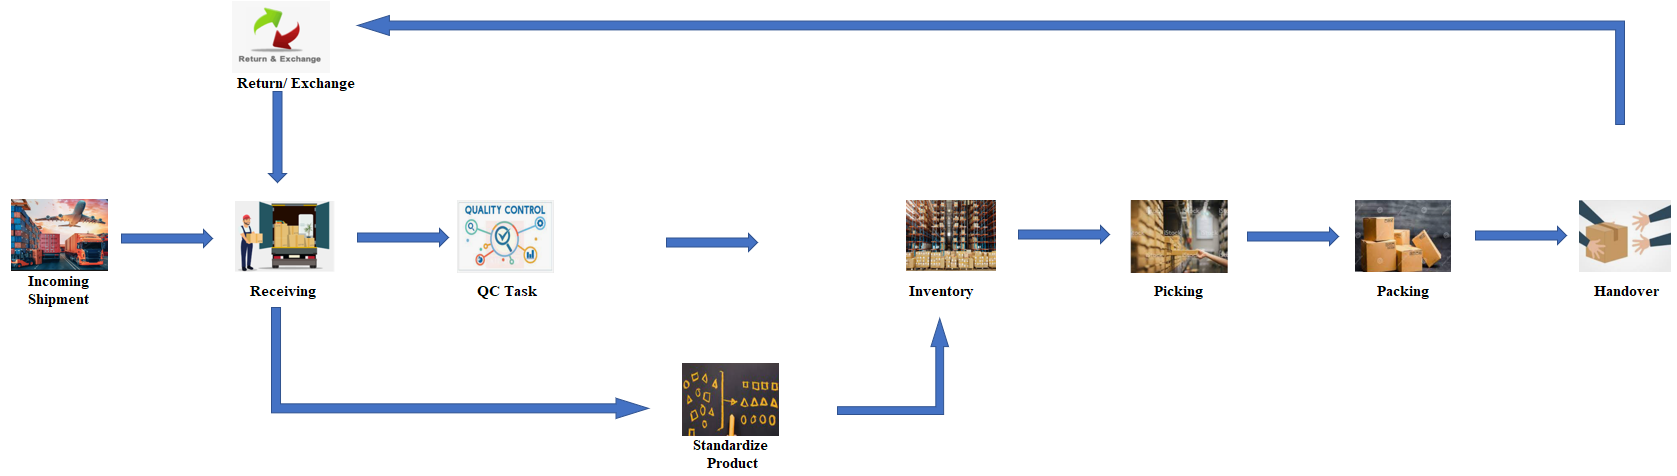 Return & Exchange
Return/ Exchange
QUALITY CONTROL
Incoming
Shipment
Receiving
QC Task
Inventory
Picking
Packing
Handover
Standardize
Product